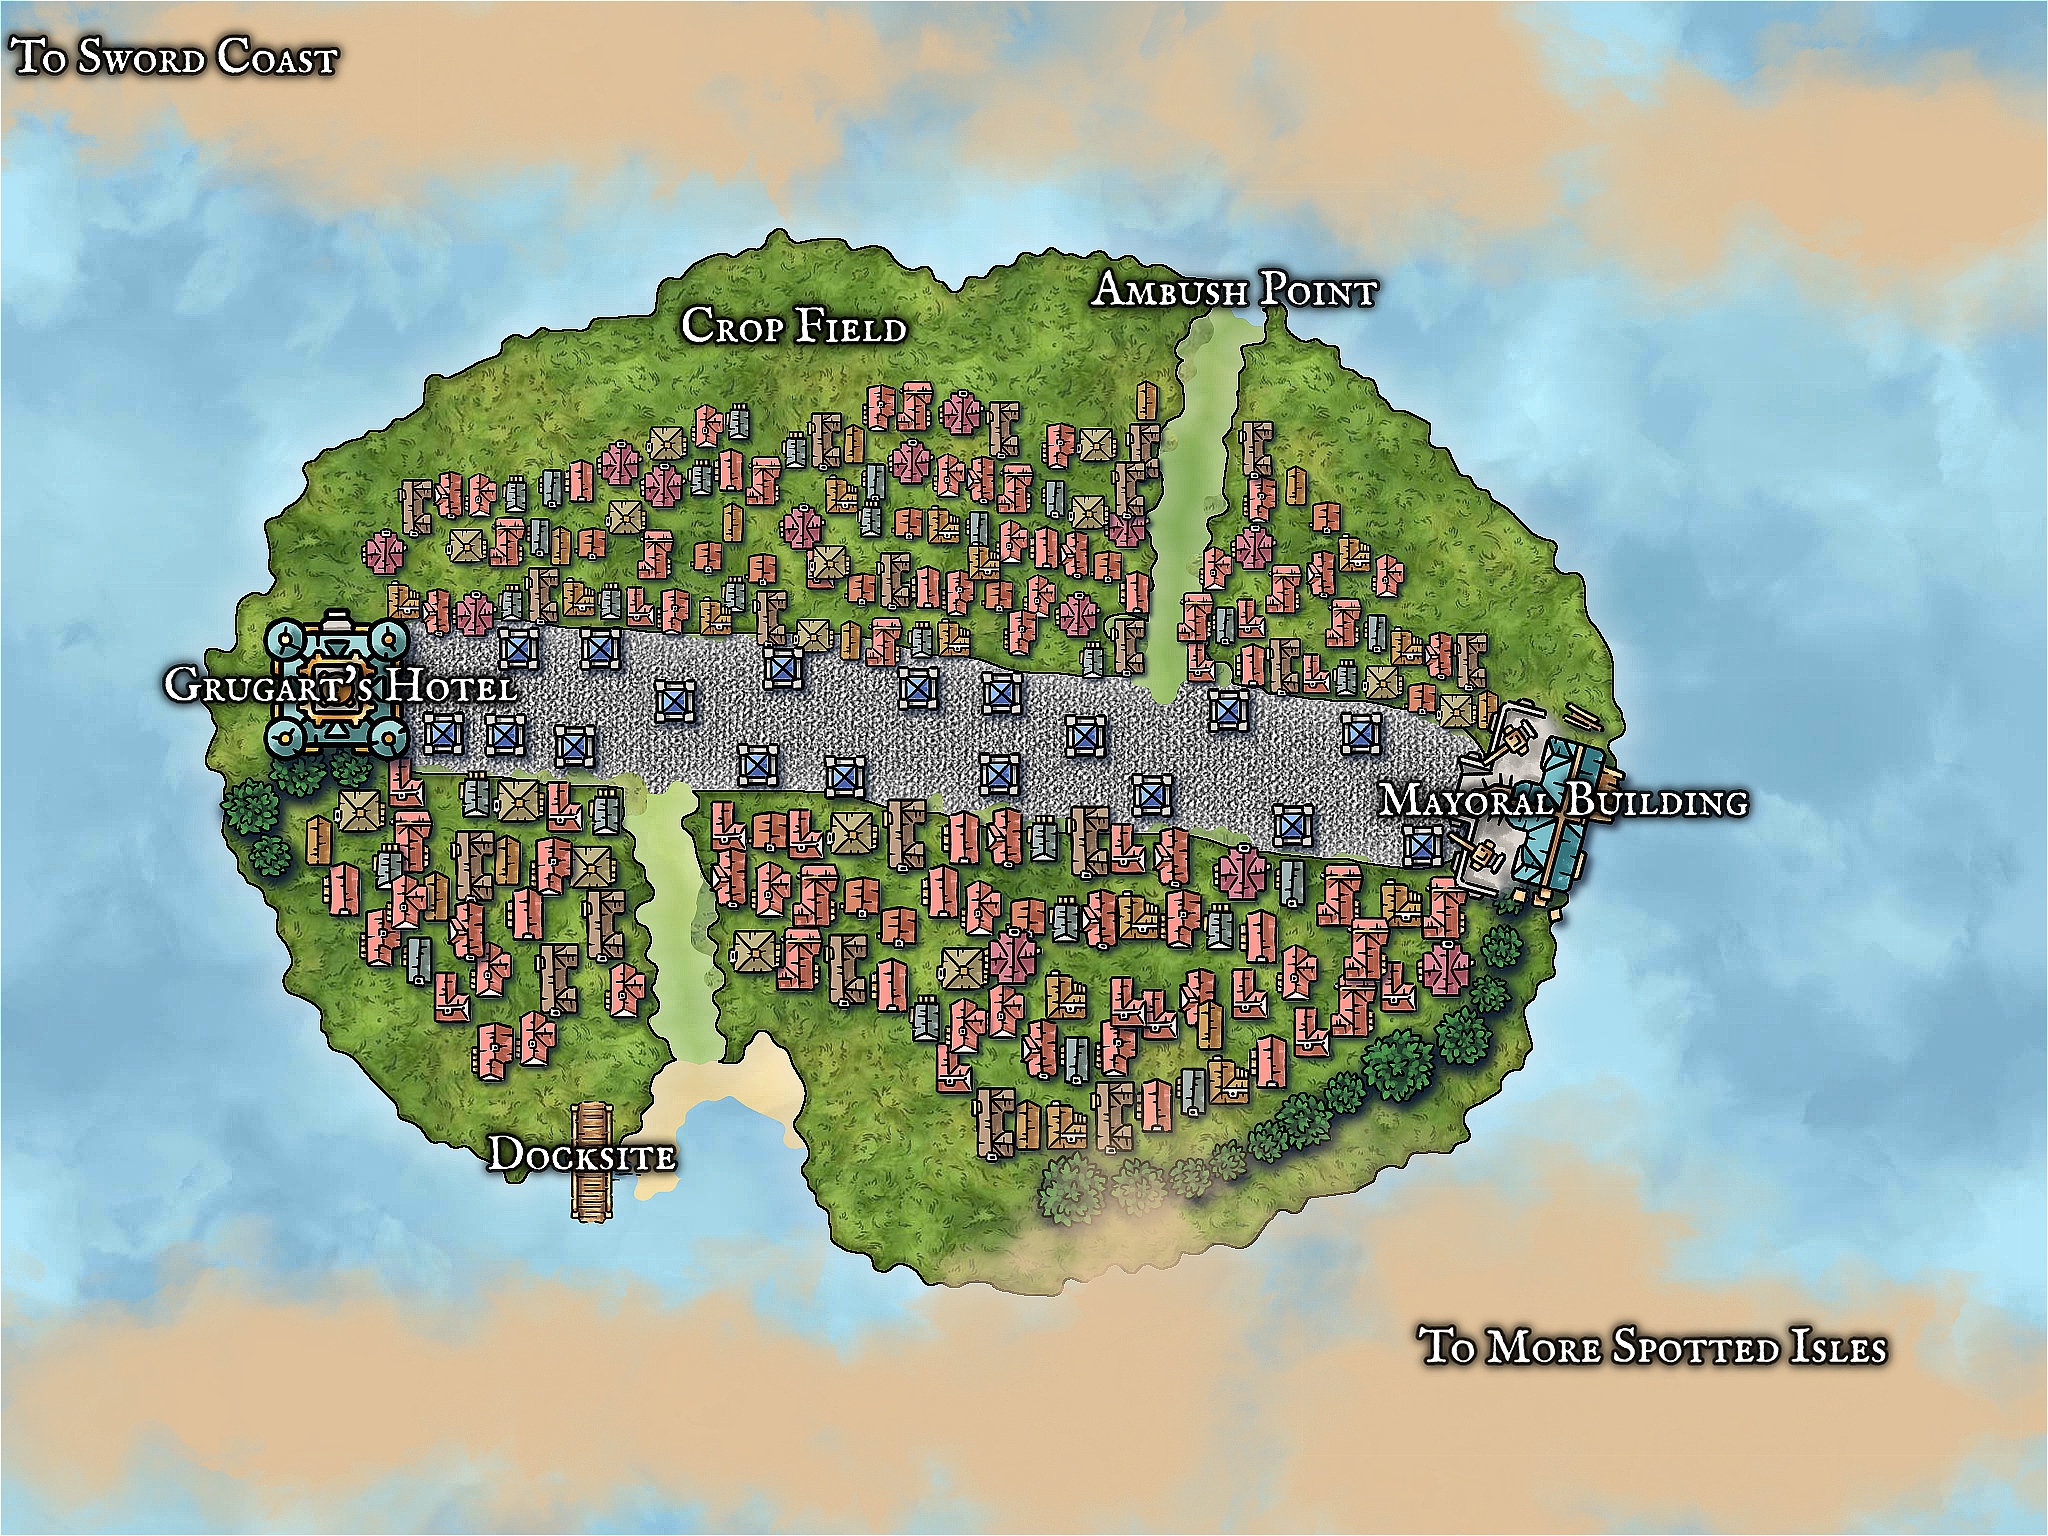 To Sword Coast
Ambush Point
Crop Field
Grugart's Hotel
Mayoral Building
Docksite
To More Spotted Isles